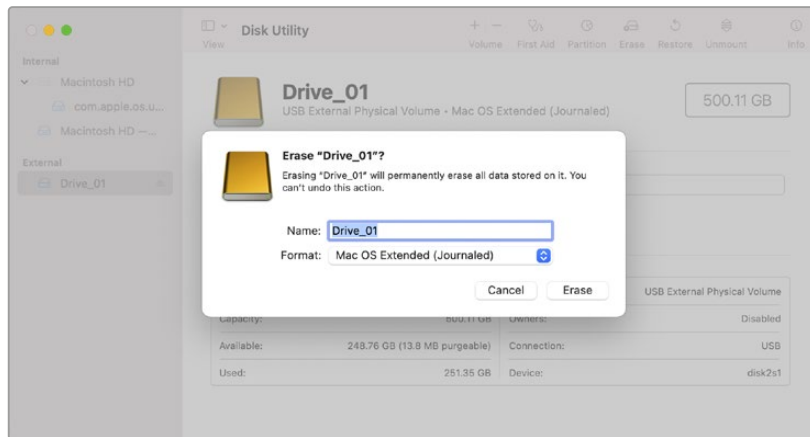 Disk Utility
View
Volume First Aid Partition Erase Restore Unmount Info
Internal
Macintosh HD
com.apple.os.u...
Macintosh HD —...
External
Drive_01
Drive_01
USB External Physical Volume • Mac OS Extended (Journaled)
500.11 GB
Erase “Drive_01”?
Erasing “Drive_01” will permanently erase all data stored on it. You
can’t undo this action.
Name: Drive_01
Format: Mac OS Extended (Journaled)
Cancel Erase
USB External Physical Volume
Capacity: 500.11 GB Owners: Disabled
Available: 248.76 GB (13.8 MB purgeable) Connection: USB
Used: 251.35 GB Device: disk2s1